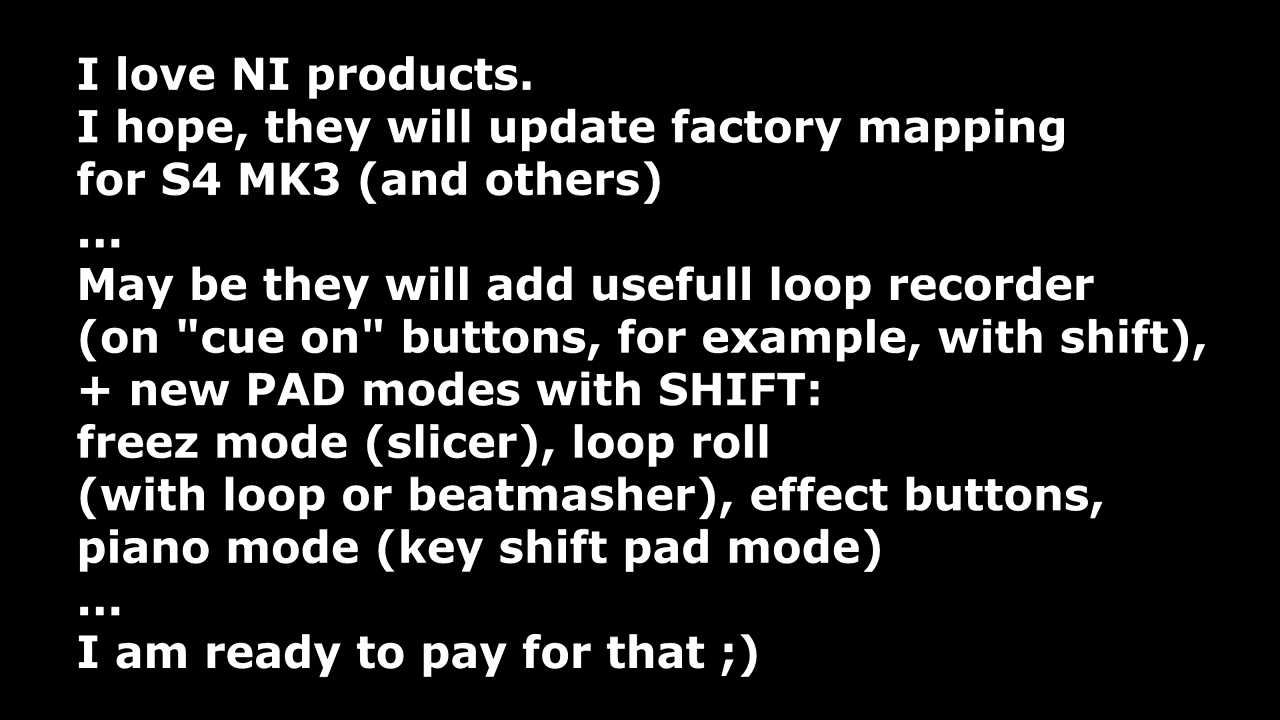 I love NI products.
I hope, they will update factory mapping
for S4 MK3 (and others)
...
May be they will add usefull loop recorder
(on "cue on" buttons, for example, with shift),
+ new PAD modes with SHIFT:
freez mode (slicer), loop roll
(with loop or beatmasher), effect buttons,
piano mode (key shift pad mode)
...
I am ready to pay for that ;)